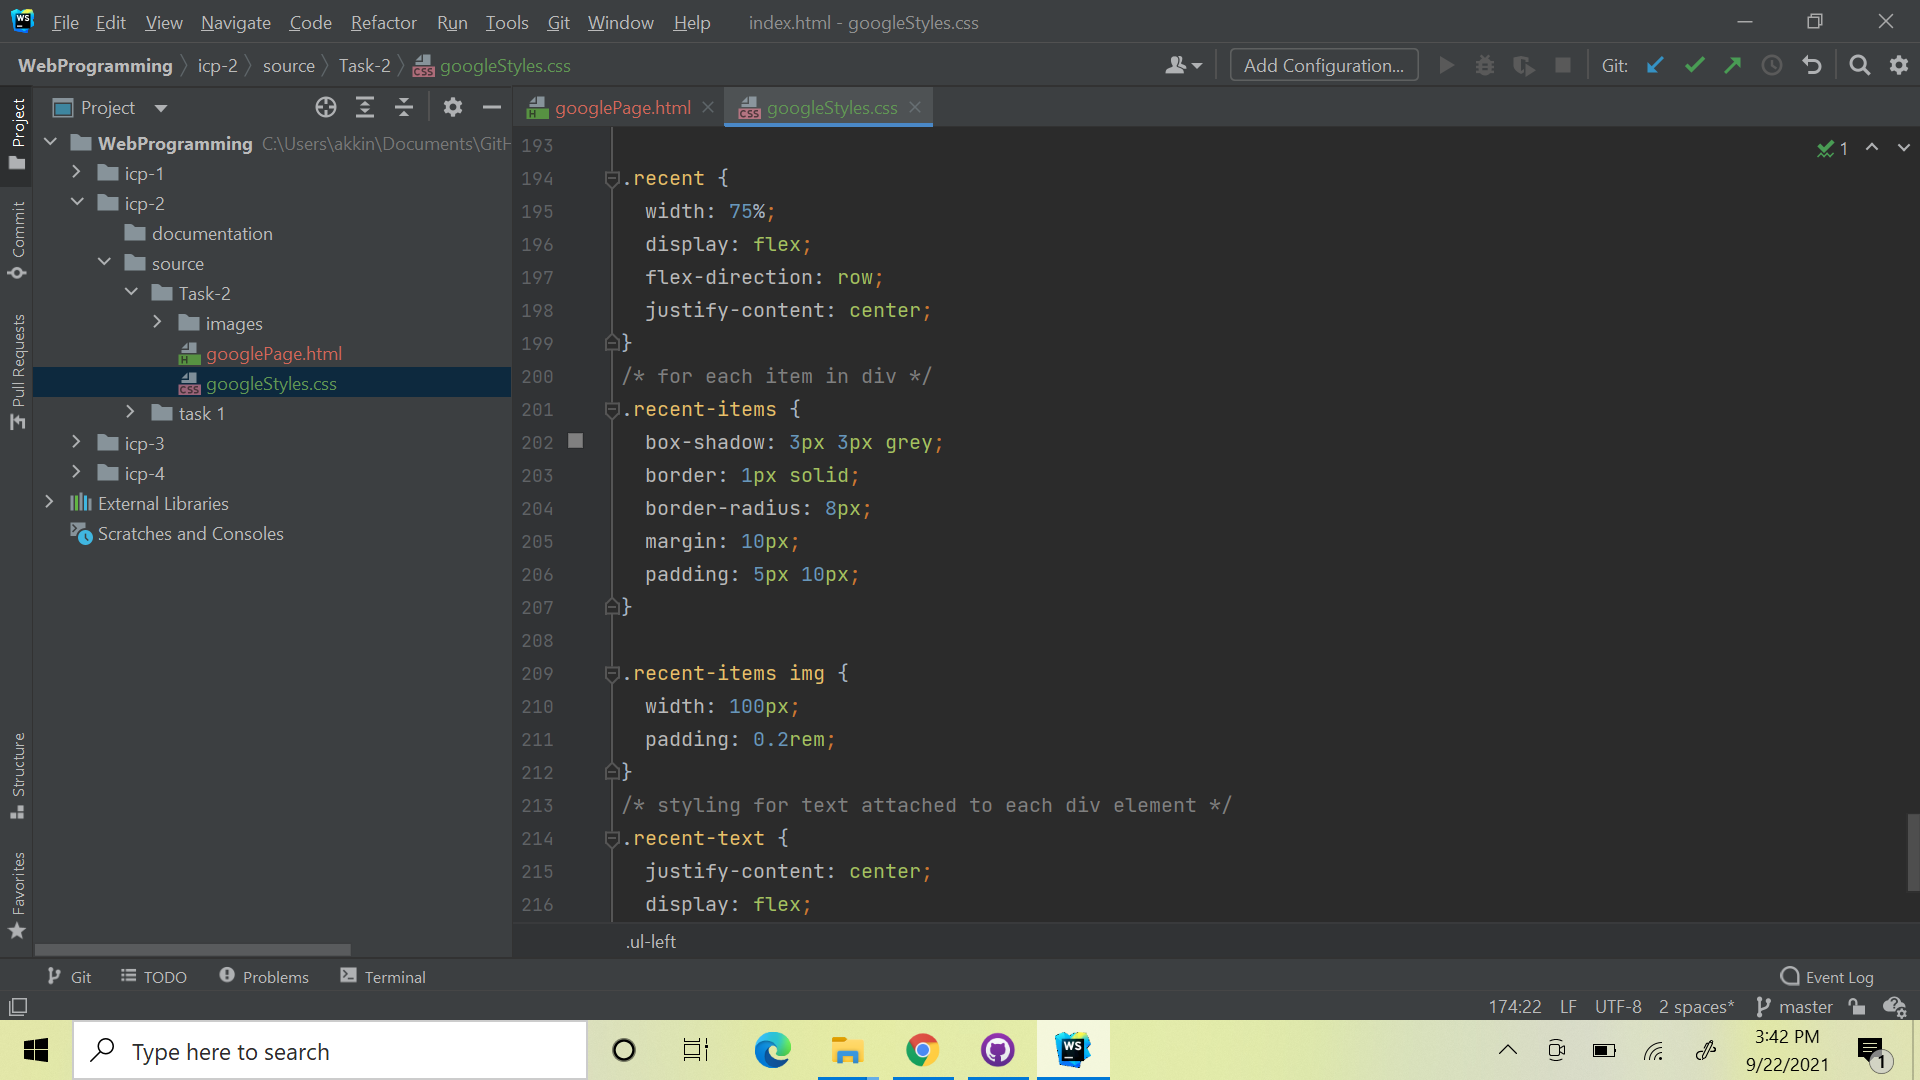 File Edit View Navigate Code Refactor Run Tools Git Window Help index.html - googleStyles.css
WebProgramming icp-2 source Task-2 googleStyles.css
Add Configuration... Git:
Project
Commit
Pull Requests
Structure
Favorites
Project
WebProgramming C:\Users\akkin\Documents\GitH
icp-1
icp-2
documentation
source
Task-2
images
googlePage.html
googleStyles.css
task 1
icp-3
icp-4
External Libraries
Scratches and Consoles
googlePage.html googleStyles.css
1
193
194 .recent {
195 width: 75%;
196 display: flex;
197 flex-direction: row;
198 justify-content: center;
199 }
200 /* for each item in div */
201 .recent-items {
202 box-shadow: 3px 3px grey;
203 border: 1px solid;
204 border-radius: 8px;
205 margin: 10px;
206 padding: 5px 10px;
207 }
208
209 .recent-items img {
210 width: 100px;
211 padding: 0.2rem;
212 }
213 /* styling for text attached to each div element */
214 .recent-text {
215 justify-content: center;
216 display: flex;
.ul-left
Git TODO Problems Terminal Event Log
174:22 LF UTF-8 2 spaces* master
Type here to search
WS
3:42 PM
9/22/2021
1